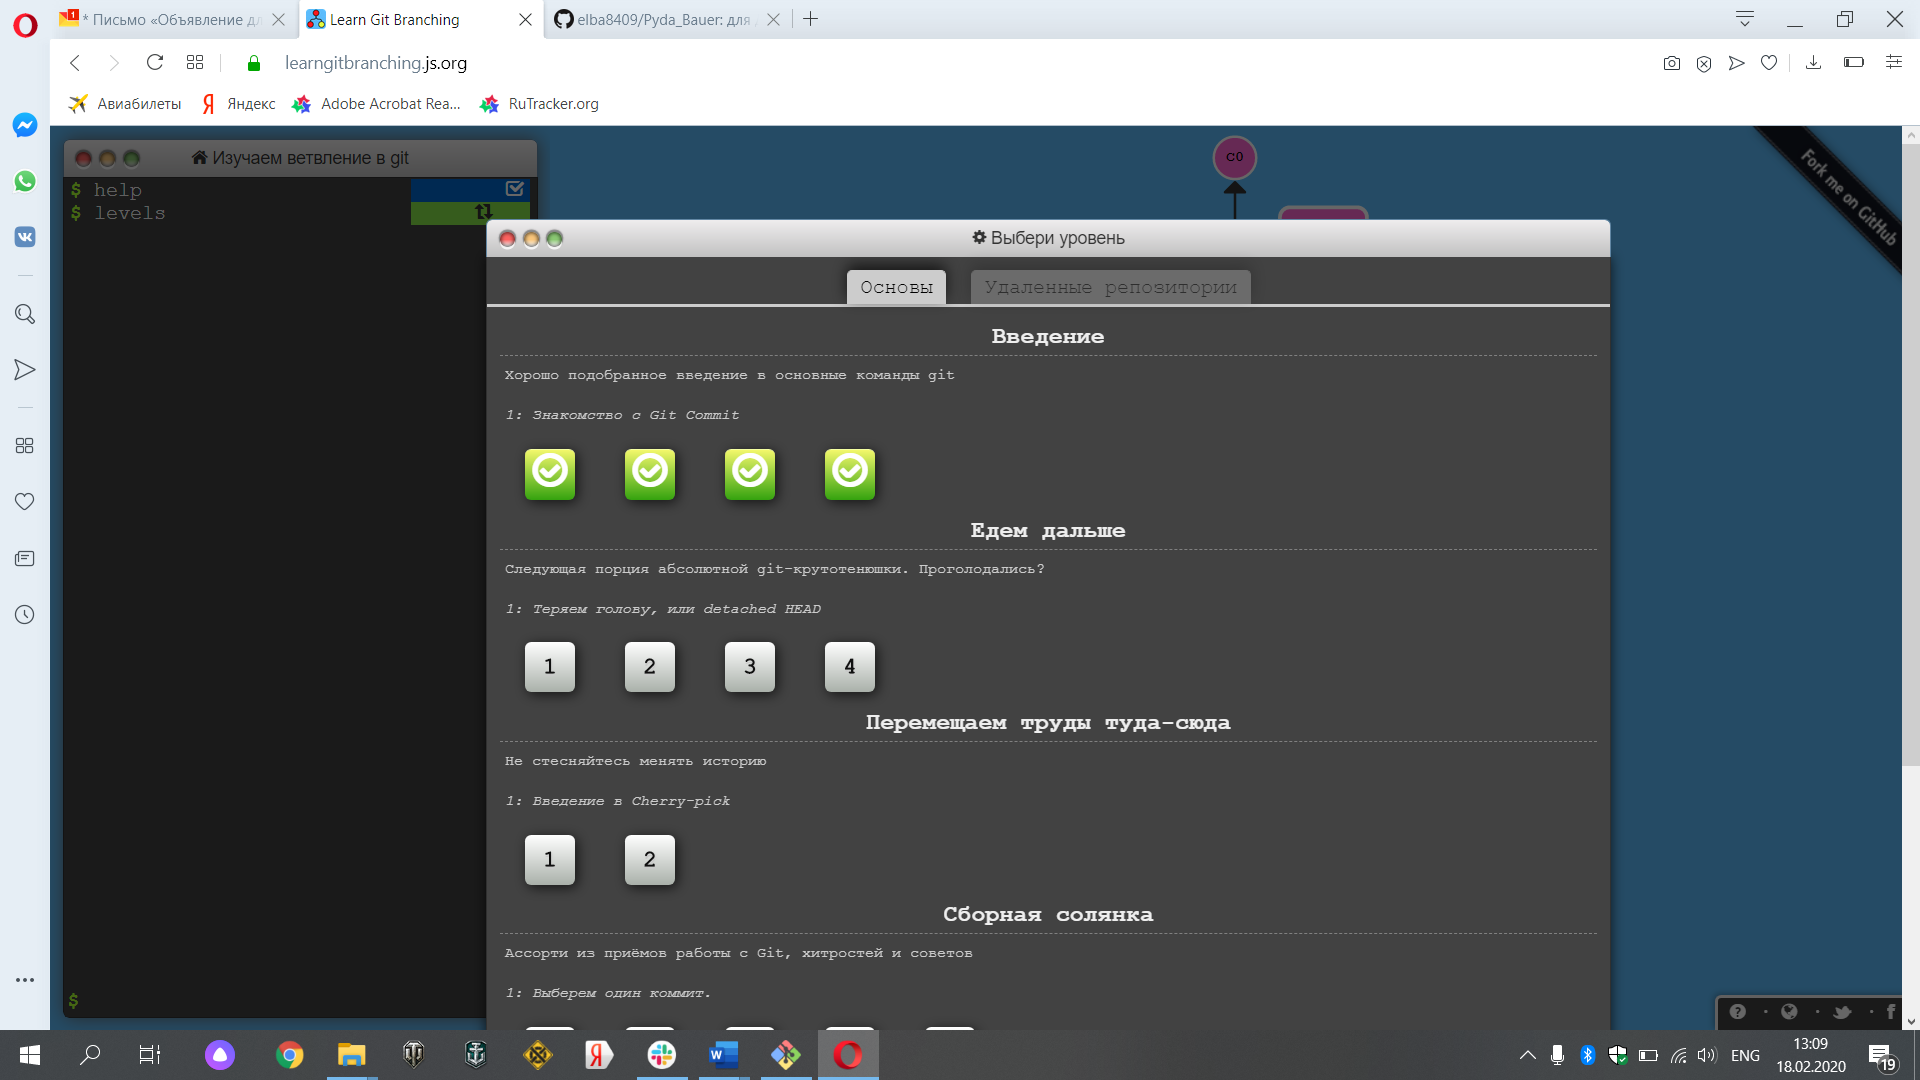 1
* Письмо «Объявление дл
Learn Git Branching
elba8409/Pyda_Bauer: для
learngitbranching.js.org
Авиабилеты
Яндекс
Adobe Acrobat Rea...
RuTracker.org
Изучаем ветвление в git
$ help
$ levels
$
C0
Fork me on GitHub
Выбери уровень
Основы
Удаленные репозитории
Введение
Хорошо подобранное введение в основные команды git
1: Знакомство с Git Commit
Едем дальше
Следующая порция абсолютной git-крутотенюшки. Проголодались?
1: Теряем голову, или detached HEAD
1 2 3 4
Перемещаем труды туда-сюда
Не стесняйтесь менять историю
1: Введение в Cherry-pick
1 2
Сборная солянка
Ассорти из приёмов работы с Git, хитростей и советов
1: Выберем один коммит.
ENG
13:09
18.02.2020
19